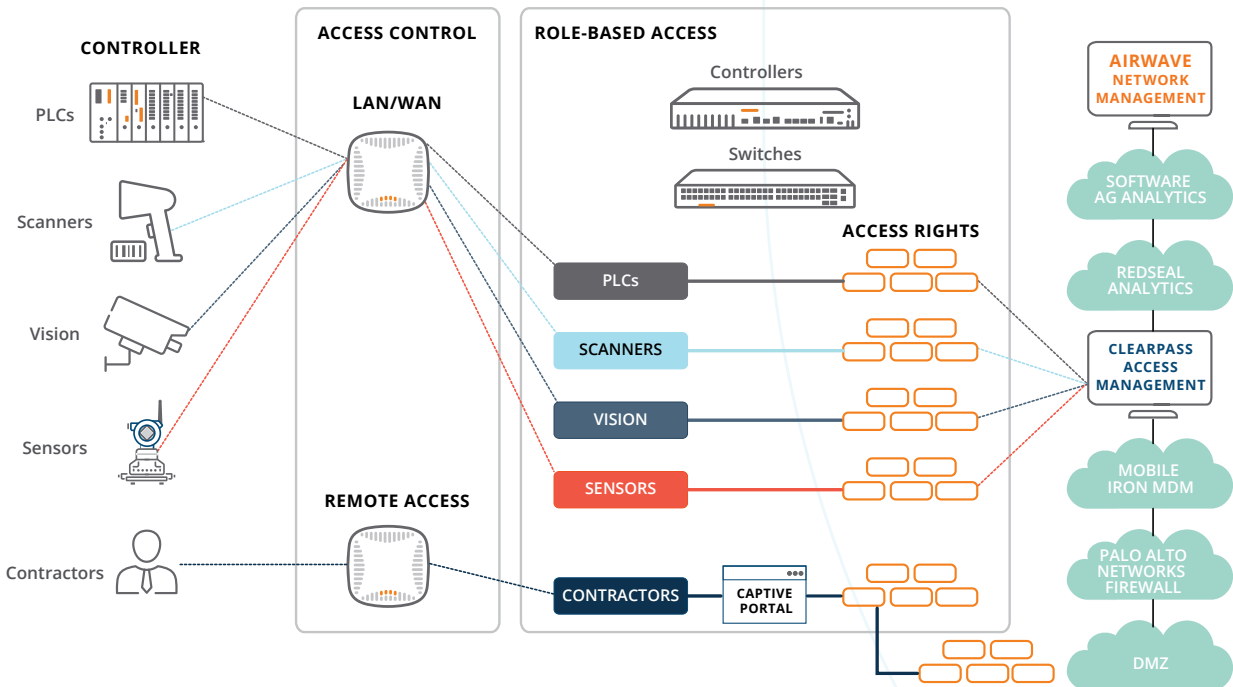 CONTROLLER
PLCs
Scanners
Vision
Sensors
Contractors
ACCESS CONTROL
LAN/WAN
REMOTE ACCESS
ROLE-BASED ACCESS
Controllers
Switches
ACCESS RIGHTS
PLCs
SCANNERS
VISION
SENSORS
CONTRACTORS
CAPTIVE
PORTAL
AIRWAVE
NETWORK
MANAGEMENT
SOFTWARE
AG ANALYTICS
REDSEAL
ANALYTICS
CLEARPASS
ACCESS
MANAGEMENT
MOBILE
IRON MDM
PALO ALTO
NETWORKS
FIREWALL
DMZ